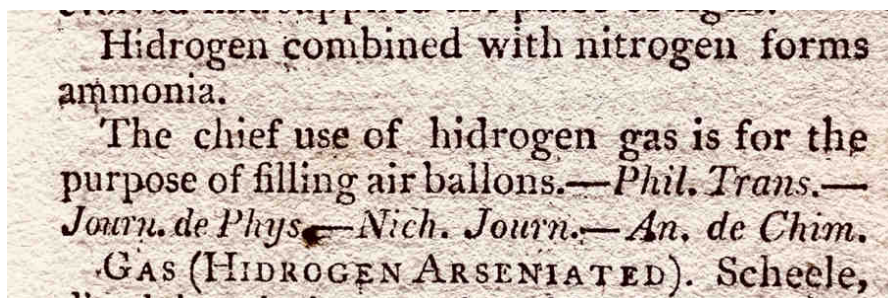 Hidrogen combined with nitrogen forms
ammonia.
The chief use of hidrogen gas is for the
purpose of filling air ballons.—Phil. Trans.—
Journ. de Phys.—Nich. Journ.—An. de Chim.
GAS (HIDROGEN ARSENIATED). Scheele,